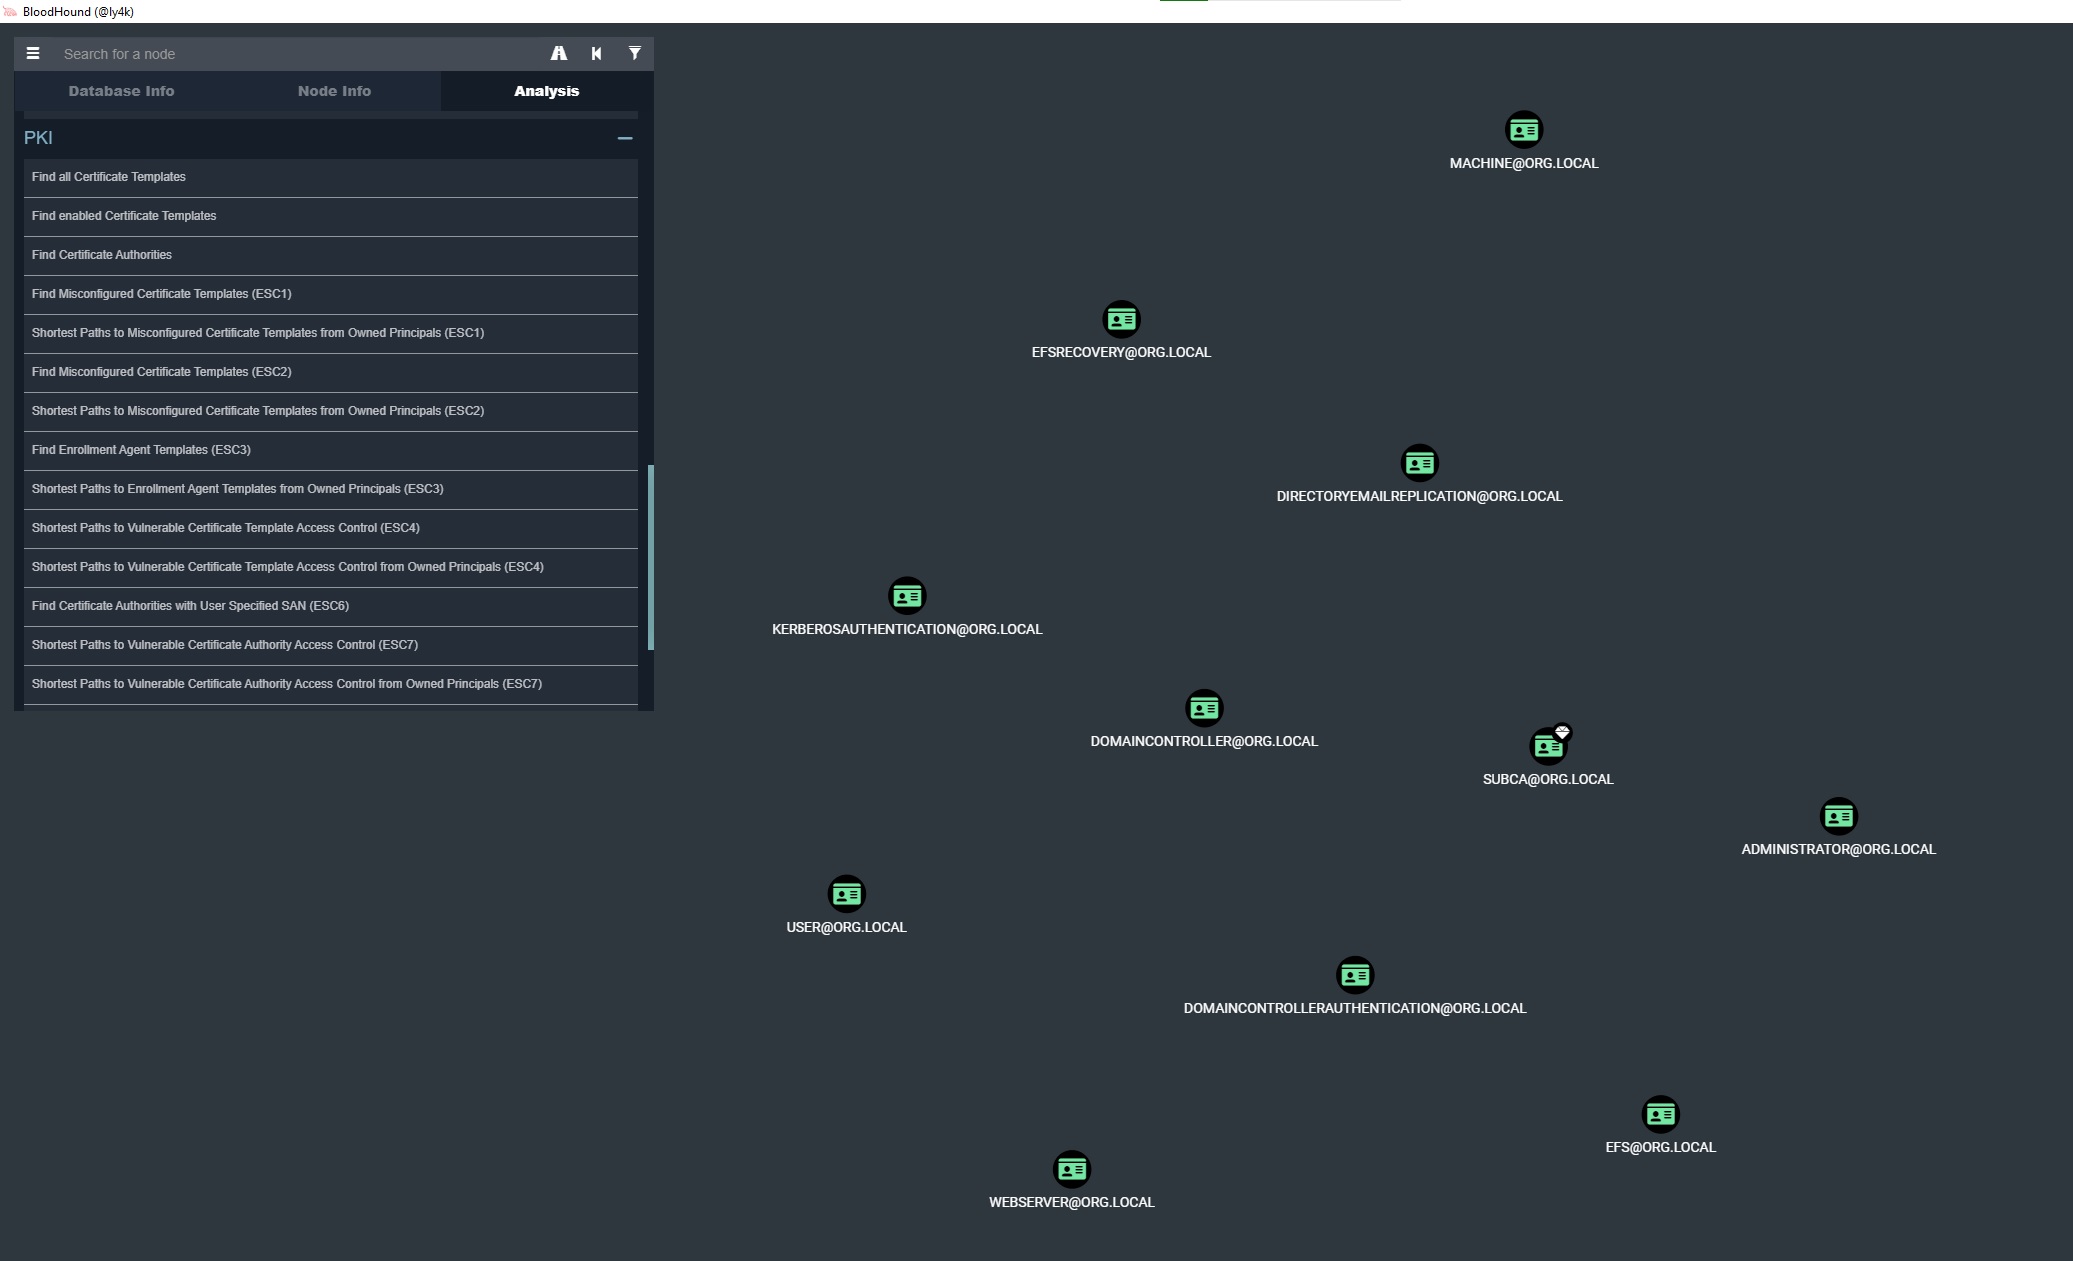 BloodHound (@ly4k)
Search for a node
Database Info
Node Info
Analysis
PKI
Find all Certificate Templates
Find enabled Certificate Templates
Find Certificate Authorities
Find Misconfigured Certificate Templates (ESC1)
Shortest Paths to Misconfigured Certificate Templates from Owned Principals (ESC1)
Find Misconfigured Certificate Templates (ESC2)
Shortest Paths to Misconfigured Certificate Templates from Owned Principals (ESC2)
Find Enrollment Agent Templates (ESC3)
Shortest Paths to Enrollment Agent Templates from Owned Principals (ESC3)
Shortest Paths to Vulnerable Certificate Template Access Control (ESC4)
Shortest Paths to Vulnerable Certificate Template Access Control from Owned Principals (ESC4)
Find Certificate Authorities with User Specified SAN (ESC6)
Shortest Paths to Vulnerable Certificate Authority Access Control (ESC7)
Shortest Paths to Vulnerable Certificate Authority Access Control from Owned Principals (ESC7)
MACHINE@ORG.LOCAL
EFSRECOVERY@ORG.LOCAL
DIRECTORYEMAILREPLICATION@ORG.LOCAL
KERBEROSAUTHENTICATION@ORG.LOCAL
DOMAINCONTROLLER@ORG.LOCAL
SUBCA@ORG.LOCAL
ADMINISTRATOR@ORG.LOCAL
USER@ORG.LOCAL
DOMAINCONTROLLERAUTHENTICATION@ORG.LOCAL
EFS@ORG.LOCAL
WEBSERVER@ORG.LOCAL